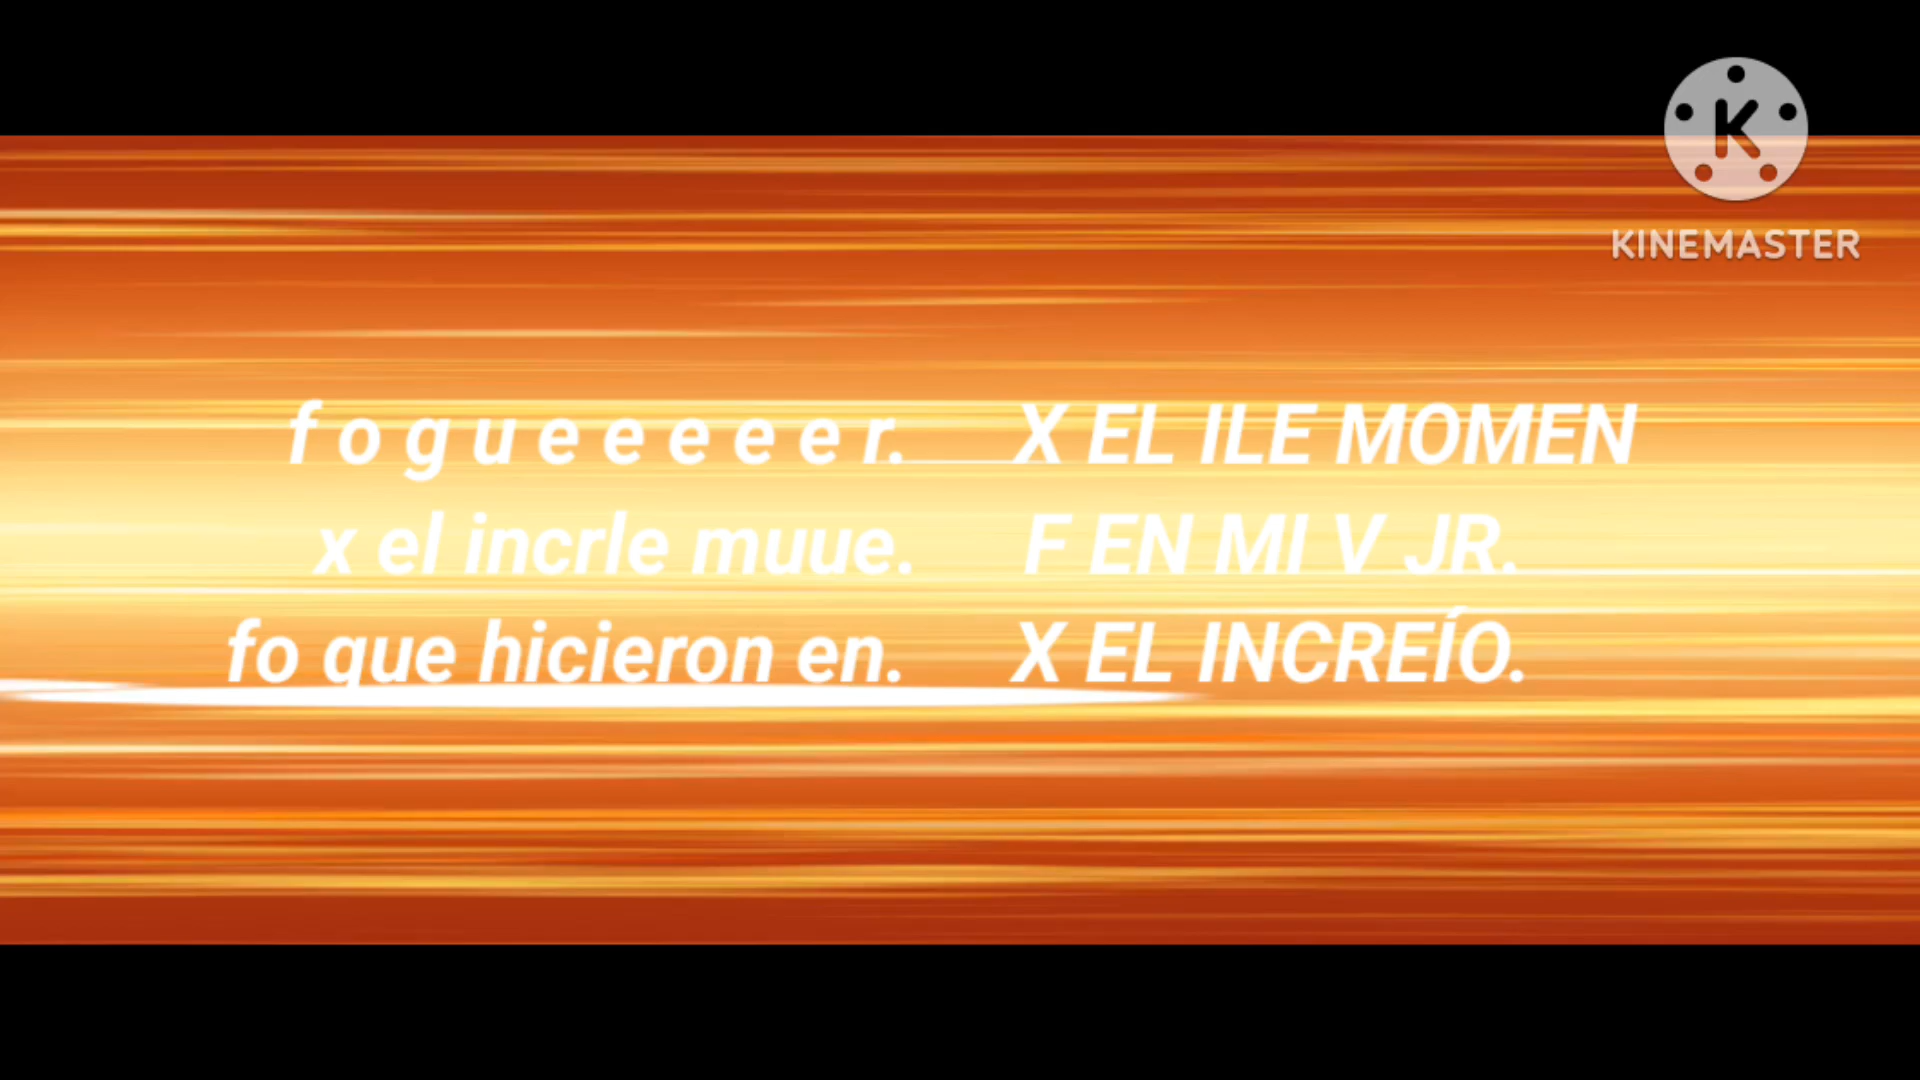 KINEMASTER
f o g u e e e e e r. X EL ILE MOMEN
x el incrle muue. F EN MI V JR.
fo que hicieron en. X EL INCREÍO.